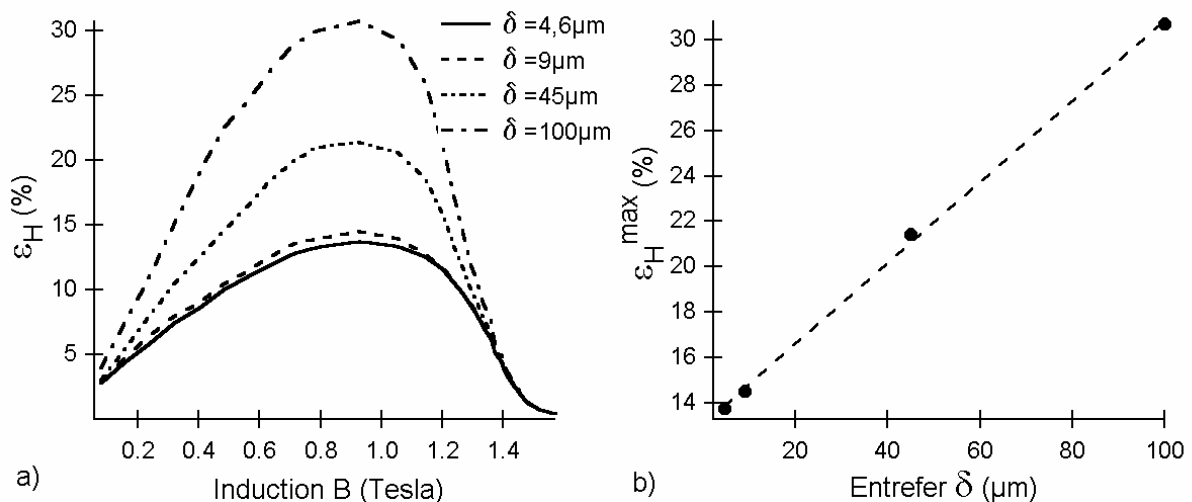 30
25
20
15
10
5
ε_H (%)
0.2 0.4 0.6 0.8 1.0 1.2 1.4
Induction B (Tesla)
a)
δ =4,6µm
δ =9µm
δ =45µm
δ =100µm
30
28
26
24
22
20
18
16
14
ε_H^max (%)
20 40 60 80 100
Entrefer δ (µm)
b)